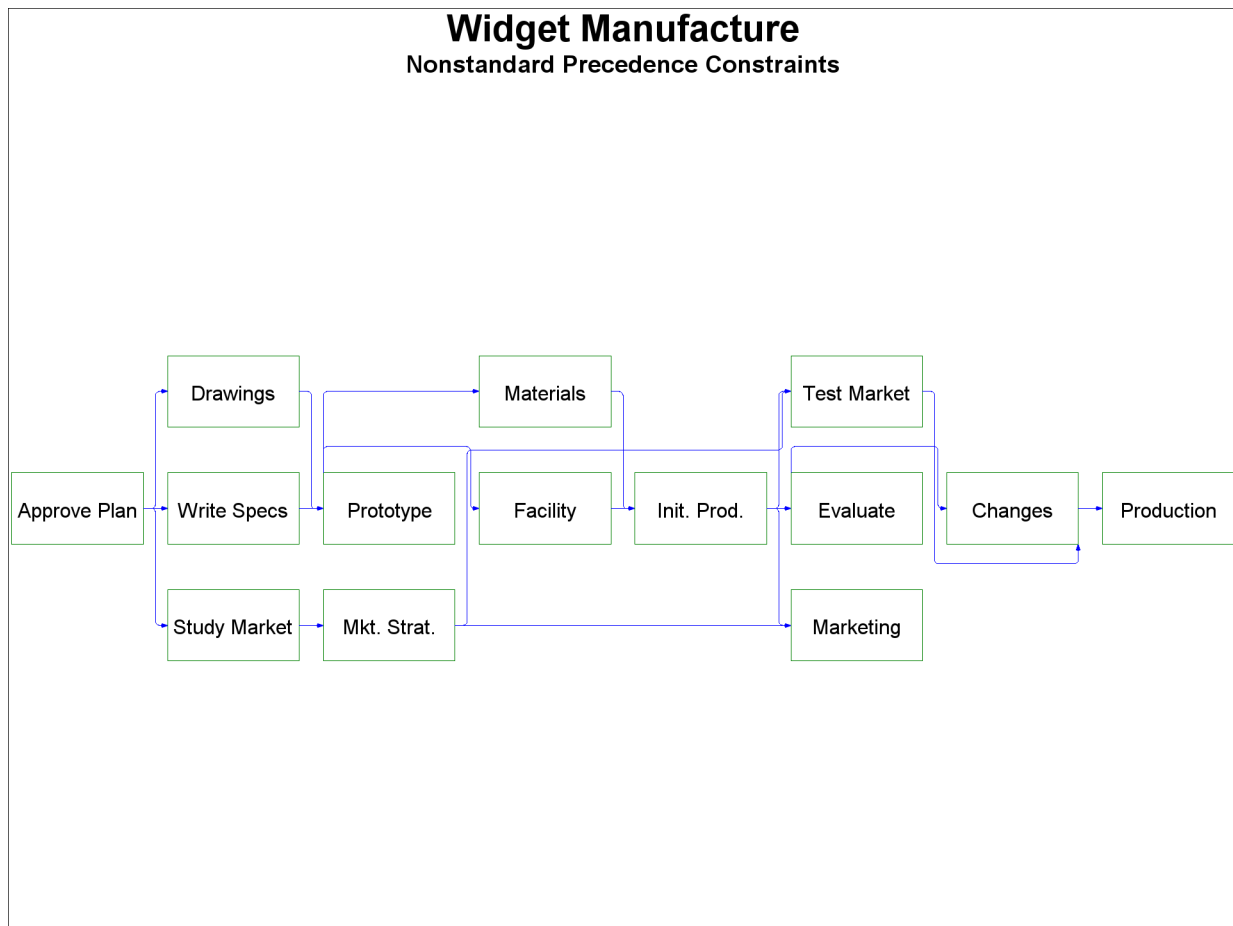 Widget Manufacture
Nonstandard Precedence Constraints
Drawings
Materials
Test Market
Approve Plan
Write Specs
Prototype
Facility
Init. Prod.
Evaluate
Changes
Production
Study Market
Mkt. Strat.
Marketing